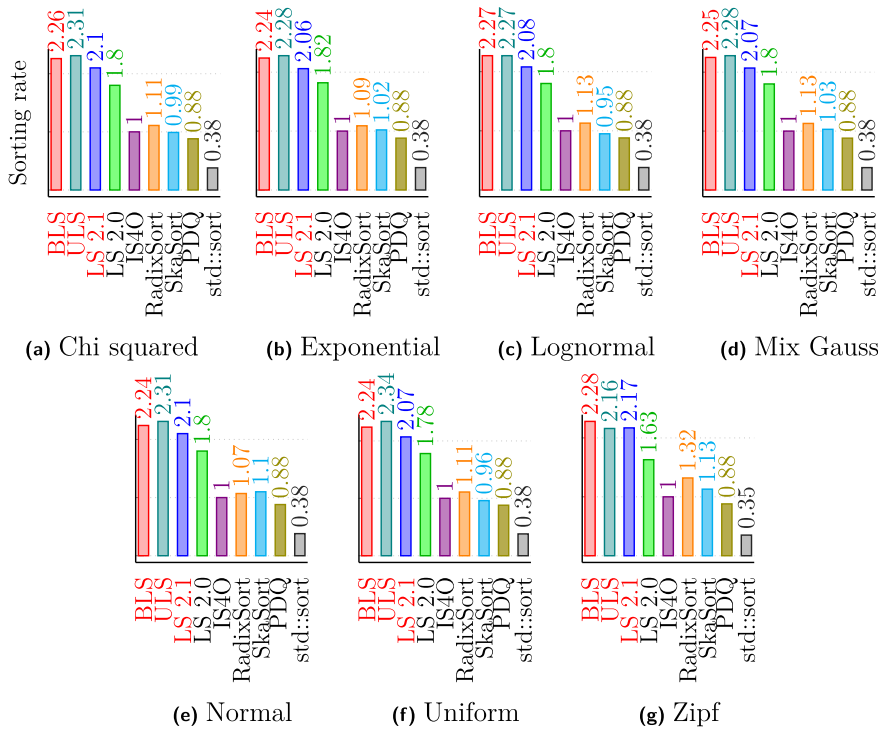 Sorting rate
2.26 2.31 2.1 1.8 1 1.11 0.99 0.88 0.38
BLS ULS LS 2.1 LS 2.0 IS4O RadixSort SkaSort PDQ std::sort
(a) Chi squared
2.24 2.28 2.06 1.82 1 1.09 1.02 0.88 0.38
BLS ULS LS 2.1 LS 2.0 IS4O RadixSort SkaSort PDQ std::sort
(b) Exponential
2.27 2.27 2.08 1.8 1 1.13 0.95 0.88 0.38
BLS ULS LS 2.1 LS 2.0 IS4O RadixSort SkaSort PDQ std::sort
(c) Lognormal
2.25 2.28 2.07 1.8 1 1.13 1.03 0.88 0.38
BLS ULS LS 2.1 LS 2.0 IS4O RadixSort SkaSort PDQ std::sort
(d) Mix Gauss
2.24 2.31 2.1 1.8 1 1.07 1.1 0.88 0.38
BLS ULS LS 2.1 LS 2.0 IS4O RadixSort SkaSort PDQ std::sort
(e) Normal
2.24 2.34 2.07 1.78 1 1.11 0.96 0.88 0.38
BLS ULS LS 2.1 LS 2.0 IS4O RadixSort SkaSort PDQ std::sort
(f) Uniform
2.28 2.16 2.17 1.63 1 1.32 1.13 0.88 0.35
BLS ULS LS 2.1 LS 2.0 IS4O RadixSort SkaSort PDQ std::sort
(g) Zipf